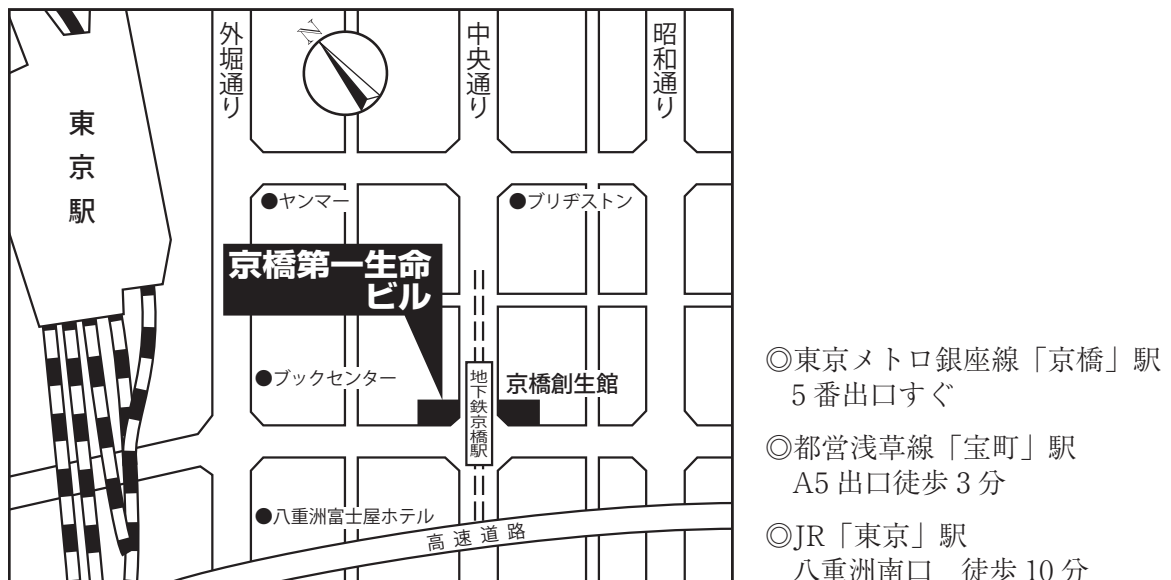 外堀通り
中央通り
昭和通り
N
東京駅
●ヤンマー
●ブリヂストン
京橋第一生命
ビル
●ブックセンター
地下鉄京橋駅
京橋創生館
●八重洲富士屋ホテル
高速道路
◎東京メトロ銀座線「京橋」駅
5番出口すぐ
◎都営浅草線「宝町」駅
A5出口徒歩3分
◎JR「東京」駅
八重洲南口　徒歩10分